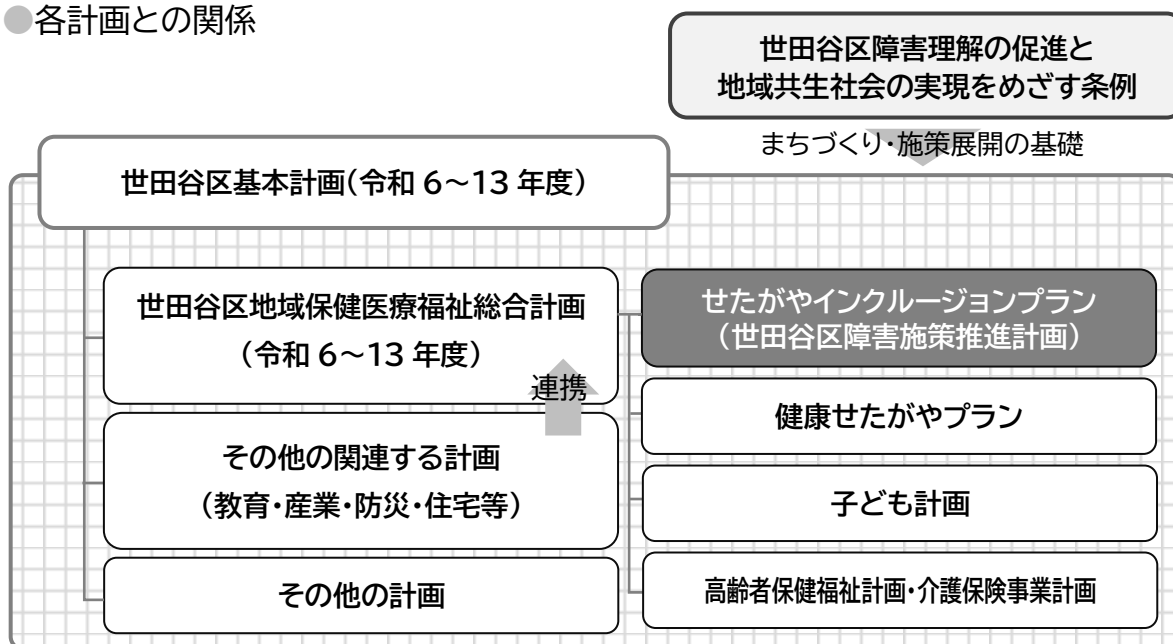 ●各計画との関係
世田谷区障害理解の促進と
地域共生社会の実現をめざす条例
まちづくり・施策展開の基礎
世田谷区基本計画(令和6～13年度)
世田谷区地域保健医療福祉総合計画
(令和6～13年度)
連携
その他の関連する計画
(教育・産業・防災・住宅等)
その他の計画
せたがやインクルージョンプラン
(世田谷区障害施策推進計画)
健康せたがやプラン
子ども計画
高齢者保健福祉計画・介護保険事業計画